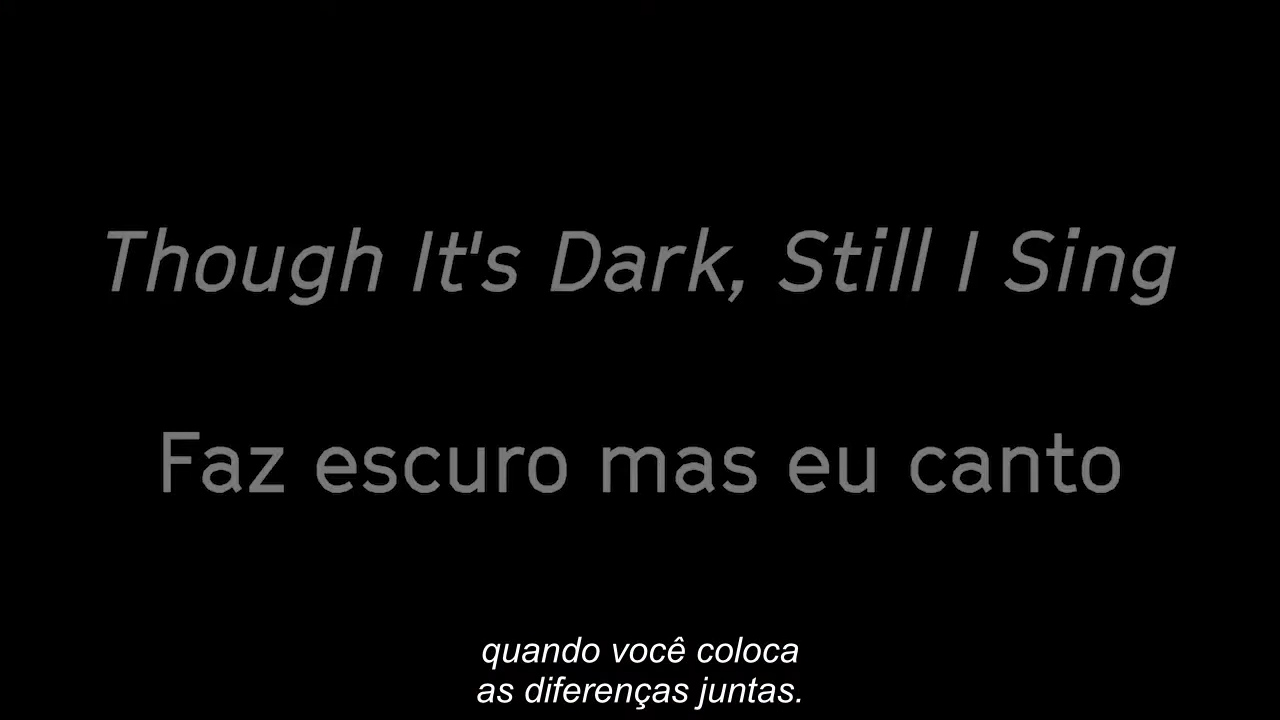 Though It's Dark, Still I Sing
Faz escuro mas eu canto
quando você coloca
as diferenças juntas.